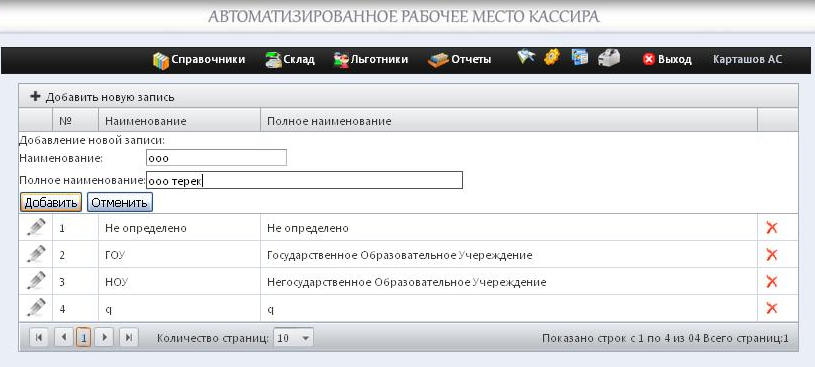 АВТОМАТИЗИРОВАННОЕ РАБОЧЕЕ МЕСТО КАССИРА
Справочники Склад Льготники Отчеты Выход Карташов АС
Добавить новую запись
№ Наименование Полное наименование
Добавление новой записи:
Наименование: ооо
Полное наименование: ооо терек
Добавить Отменить
1 Не определено Не определено
2 ГОУ Государственное Образовательное Учереждение
3 НОУ Негосударственное Образовательное Учереждение
4 q q
1 Количество страниц: 10 Показано строк с 1 по 4 из 04 Всего страниц:1